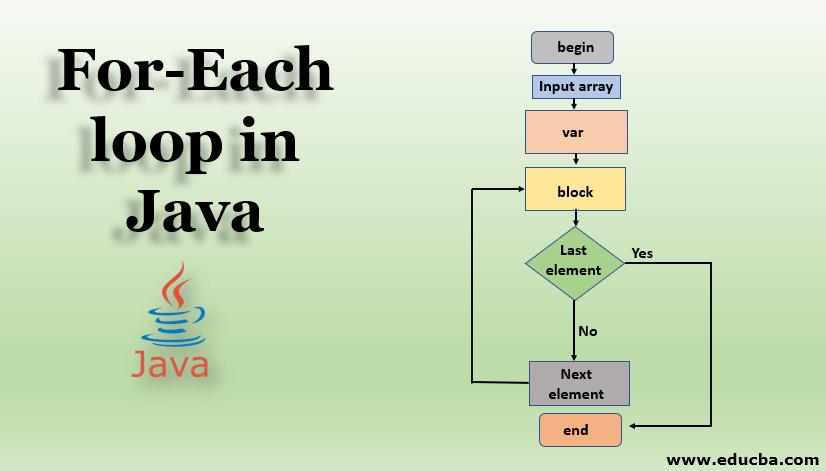 For-Each
loop in
Java
Java
begin
Input array
var
block
Last
element
Yes
No
Next
element
end
www.educba.com